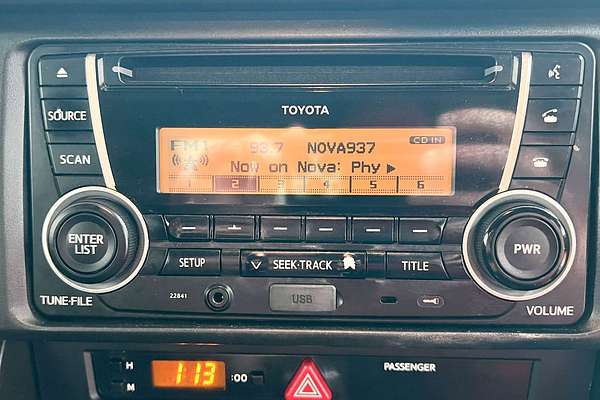 SOURCE
SCAN
TOYOTA
FM1 93.7 NOVA937
CD IN
Now on Nova: Phy
1 2 3 4 5 6
ENTER
LIST
TUNE·FILE
PWR
VOLUME
SETUP
SEEK·TRACK
TITLE
22841
USB
H
M
1:13
:00
PASSENGER